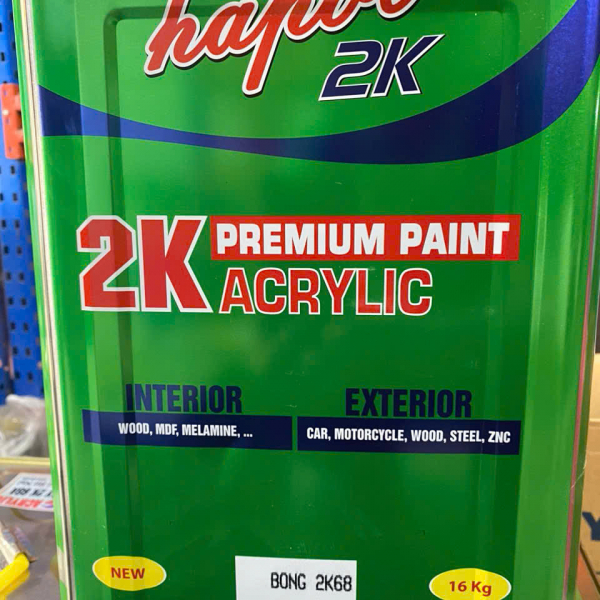 2K
2K PREMIUM PAINT
ACRYLIC
INTERIOR
WOOD, MDF, MELAMINE, ...
EXTERIOR
CAR, MOTORCYCLE, WOOD, STEEL, ZNC
NEW
BONG 2K68
16 Kg